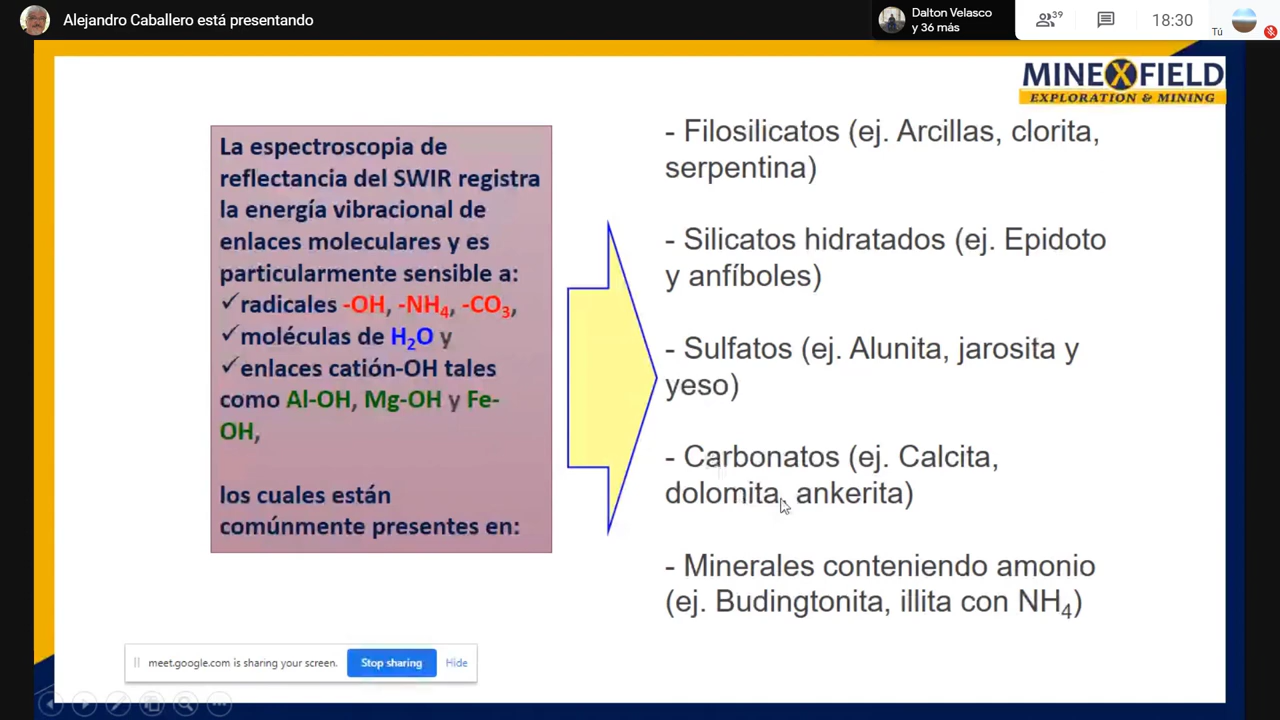 Alejandro Caballero está presentando
Dalton Velasco
y 36 más
39
18:30
Tú
MINEXFIELD
EXPLORATION & MINING
La espectroscopia de
reflectancia del SWIR registra
la energía vibracional de
enlaces moleculares y es
particularmente sensible a:
✓radicales -OH, -NH₄, -CO₃,
✓moléculas de H₂O y
✓enlaces catión-OH tales
como Al-OH, Mg-OH y Fe-
OH,
los cuales están
comúnmente presentes en:
- Filosilicatos (ej. Arcillas, clorita,
serpentina)
- Silicatos hidratados (ej. Epidoto
y anfíboles)
- Sulfatos (ej. Alunita, jarosita y
yeso)
- Carbonatos (ej. Calcita,
dolomita, ankerita)
- Minerales conteniendo amonio
(ej. Budingtonita, illita con NH₄)
meet.google.com is sharing your screen.
Stop sharing
Hide